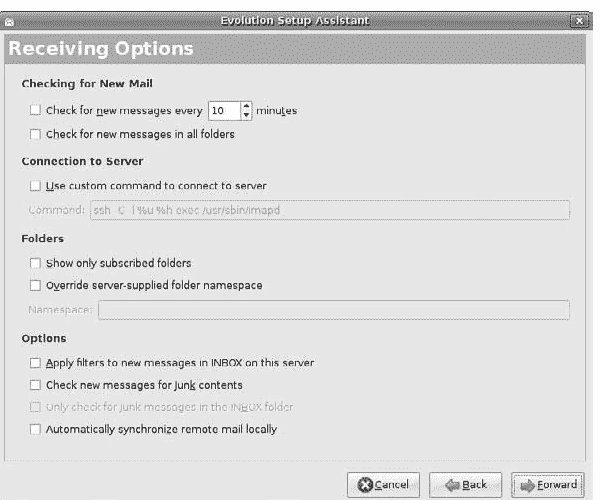 Evolution Setup Assistant
Receiving Options
Checking for New Mail
Check for new messages every 10 minutes
Check for new messages in all folders
Connection to Server
Use custom command to connect to server
Command: ssh -C -l %u %h exec /usr/sbin/imapd
Folders
Show only subscribed folders
Override server-supplied folder namespace
Namespace:
Options
Apply filters to new messages in INBOX on this server
Check new messages for Junk contents
Only check for Junk messages in the INBOX folder
Automatically synchronize remote mail locally
Cancel Back Forward